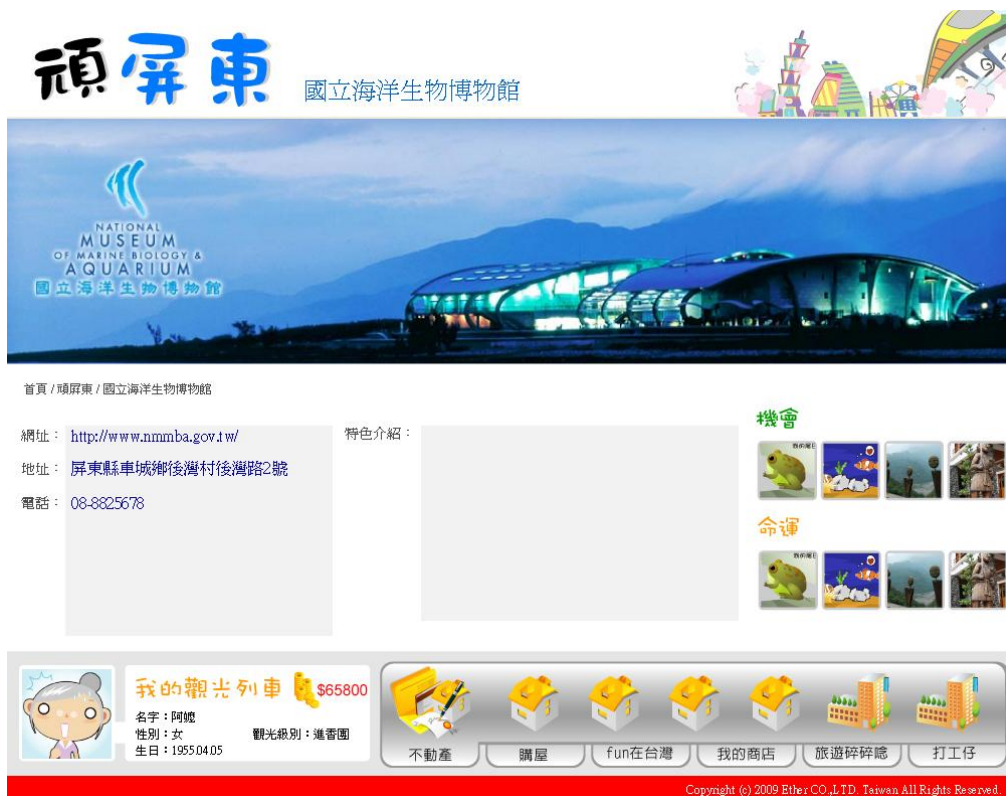 頑屏東
國立海洋生物博物館
NATIONAL
MUSEUM
OF MARINE BIOLOGY &
AQUARIUM
國立海洋生物博物館
首頁 / 頑屏東 / 國立海洋生物博物館
網址： http://www.nmmba.gov.tw/
地址： 屏東縣車城鄉後灣村後灣路2號
電話： 08-8825678
特色介紹：
機會
命運
我的觀光列車 $65800
名字：阿嬤
性別：女 觀光級別：進香團
生日：1955.04.05
不動產 購屋 fun在台灣 我的商店 旅遊碎碎唸 打工仔
Copyright (c) 2009 Ether CO.,LTD. Taiwan All Rights Reserved.